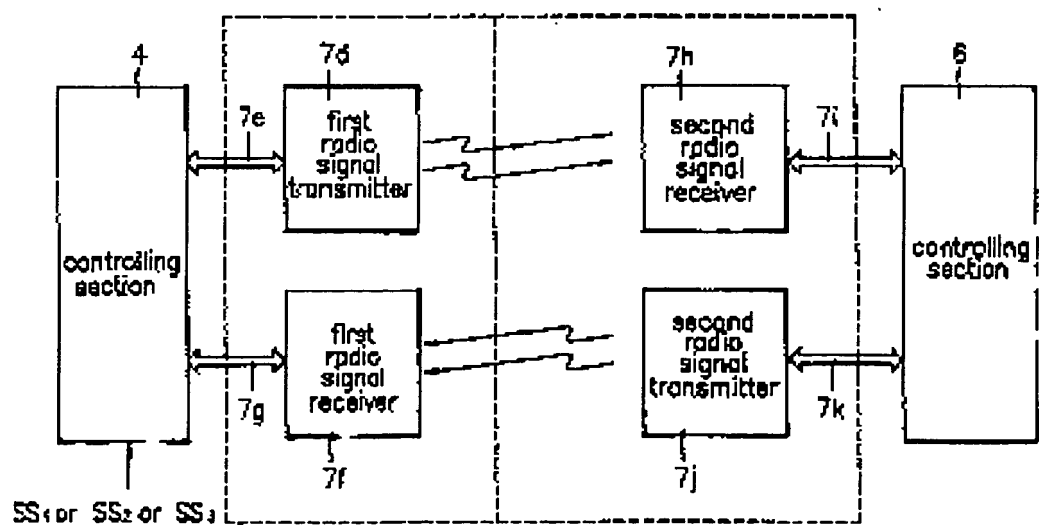 4
7d
7h
6
7e
first
radio
signal
transmitter
second
radio
signal
receiver
7i
controlling
section
controlling
section
first
radio
signal
receiver
second
radio
signal
transmitter
7g
7k
7f
7j
SS1 or SS2 or SS3